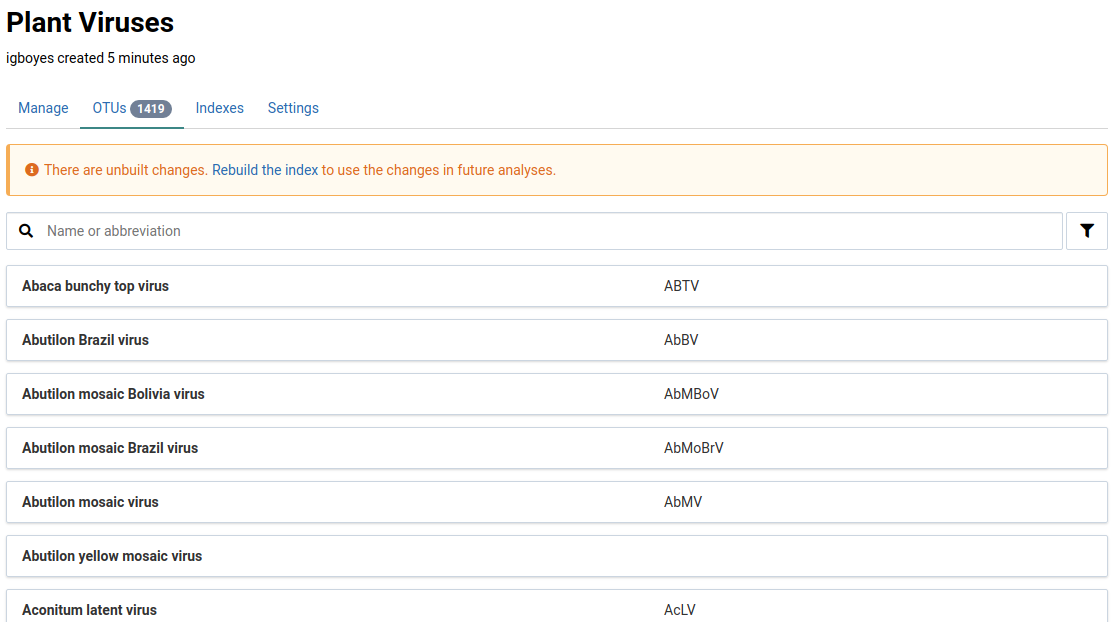 Plant Viruses
igboyes created 5 minutes ago
Manage OTUs 1419 Indexes Settings
There are unbuilt changes. Rebuild the index to use the changes in future analyses.
Name or abbreviation
Abaca bunchy top virus ABTV
Abutilon Brazil virus AbBV
Abutilon mosaic Bolivia virus AbMBoV
Abutilon mosaic Brazil virus AbMoBrV
Abutilon mosaic virus AbMV
Abutilon yellow mosaic virus
Aconitum latent virus AcLV